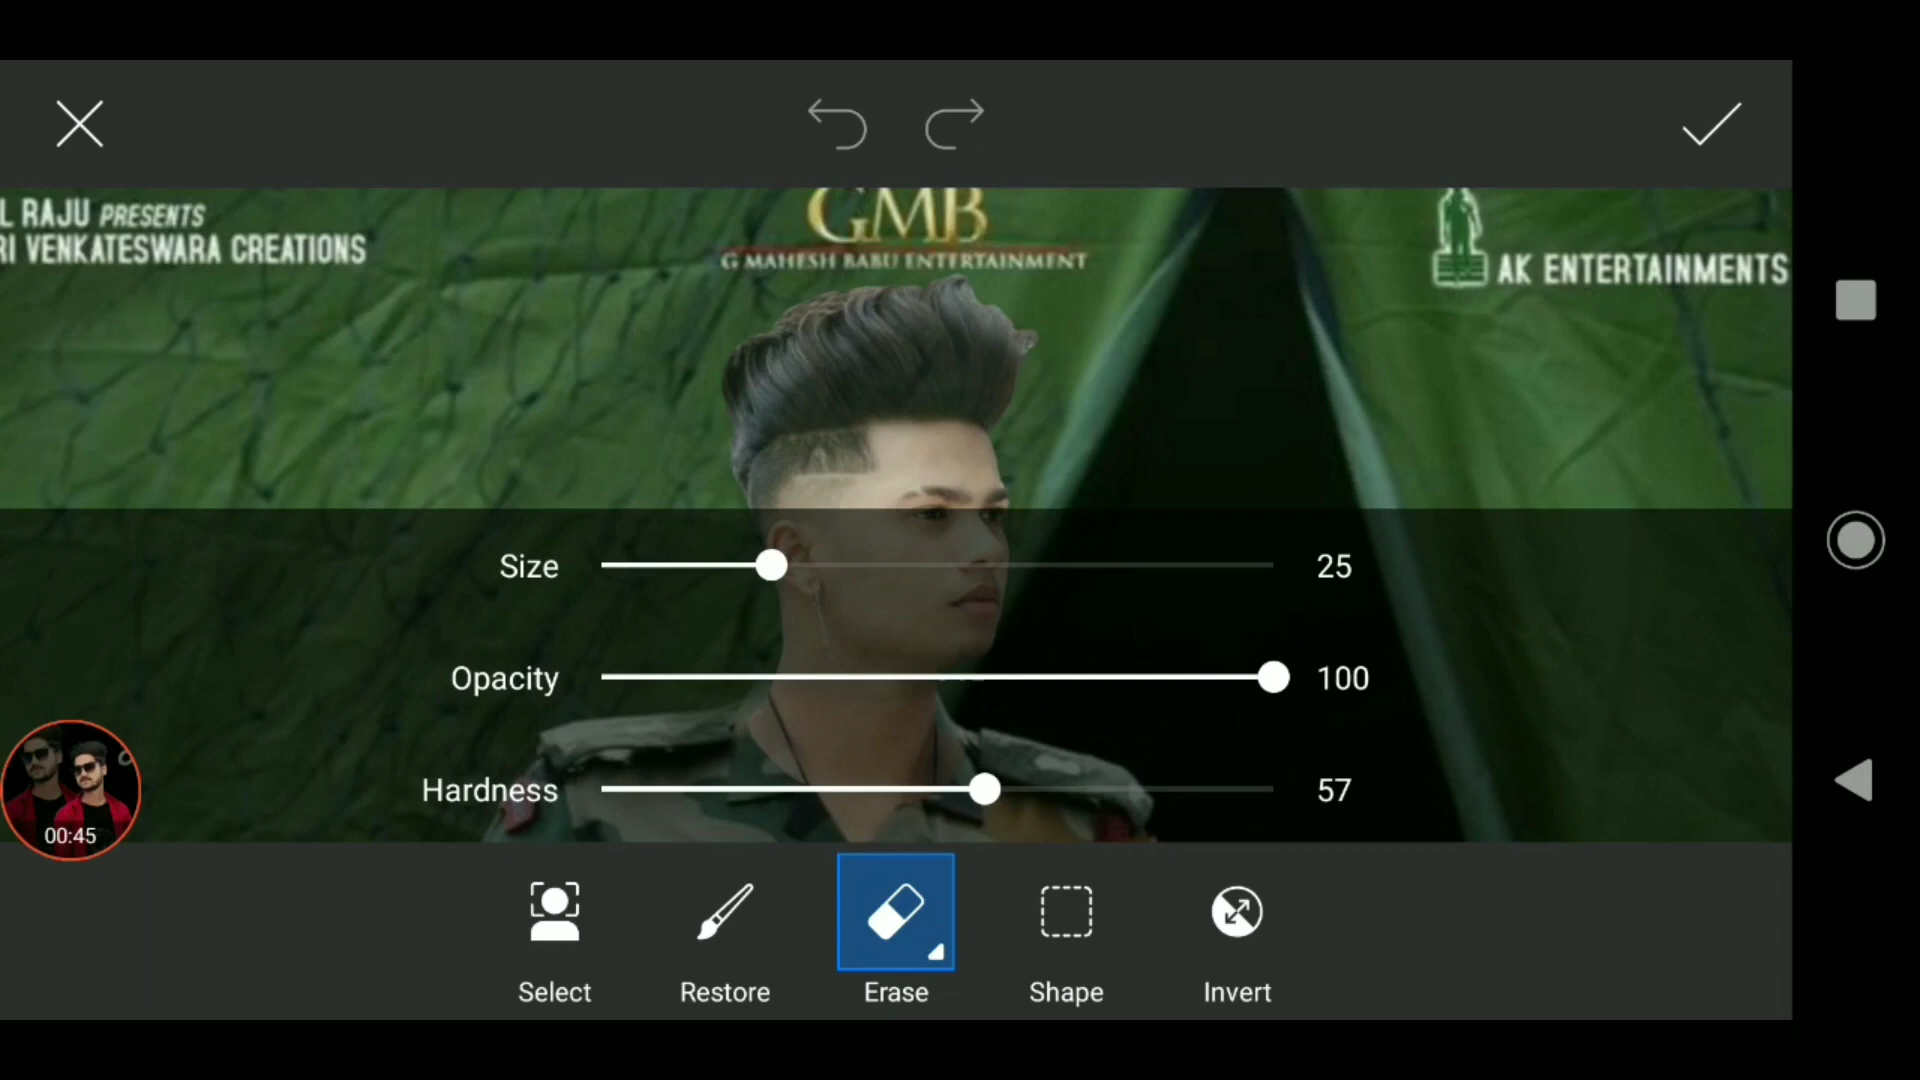 L RAJU PRESENTS
RI VENKATESWARA CREATIONS
GMB
G MAHESH BABU ENTERTAINMENT
AK ENTERTAINMENTS
Size 25
Opacity 100
Hardness 57
00:45
Select Restore Erase Shape Invert